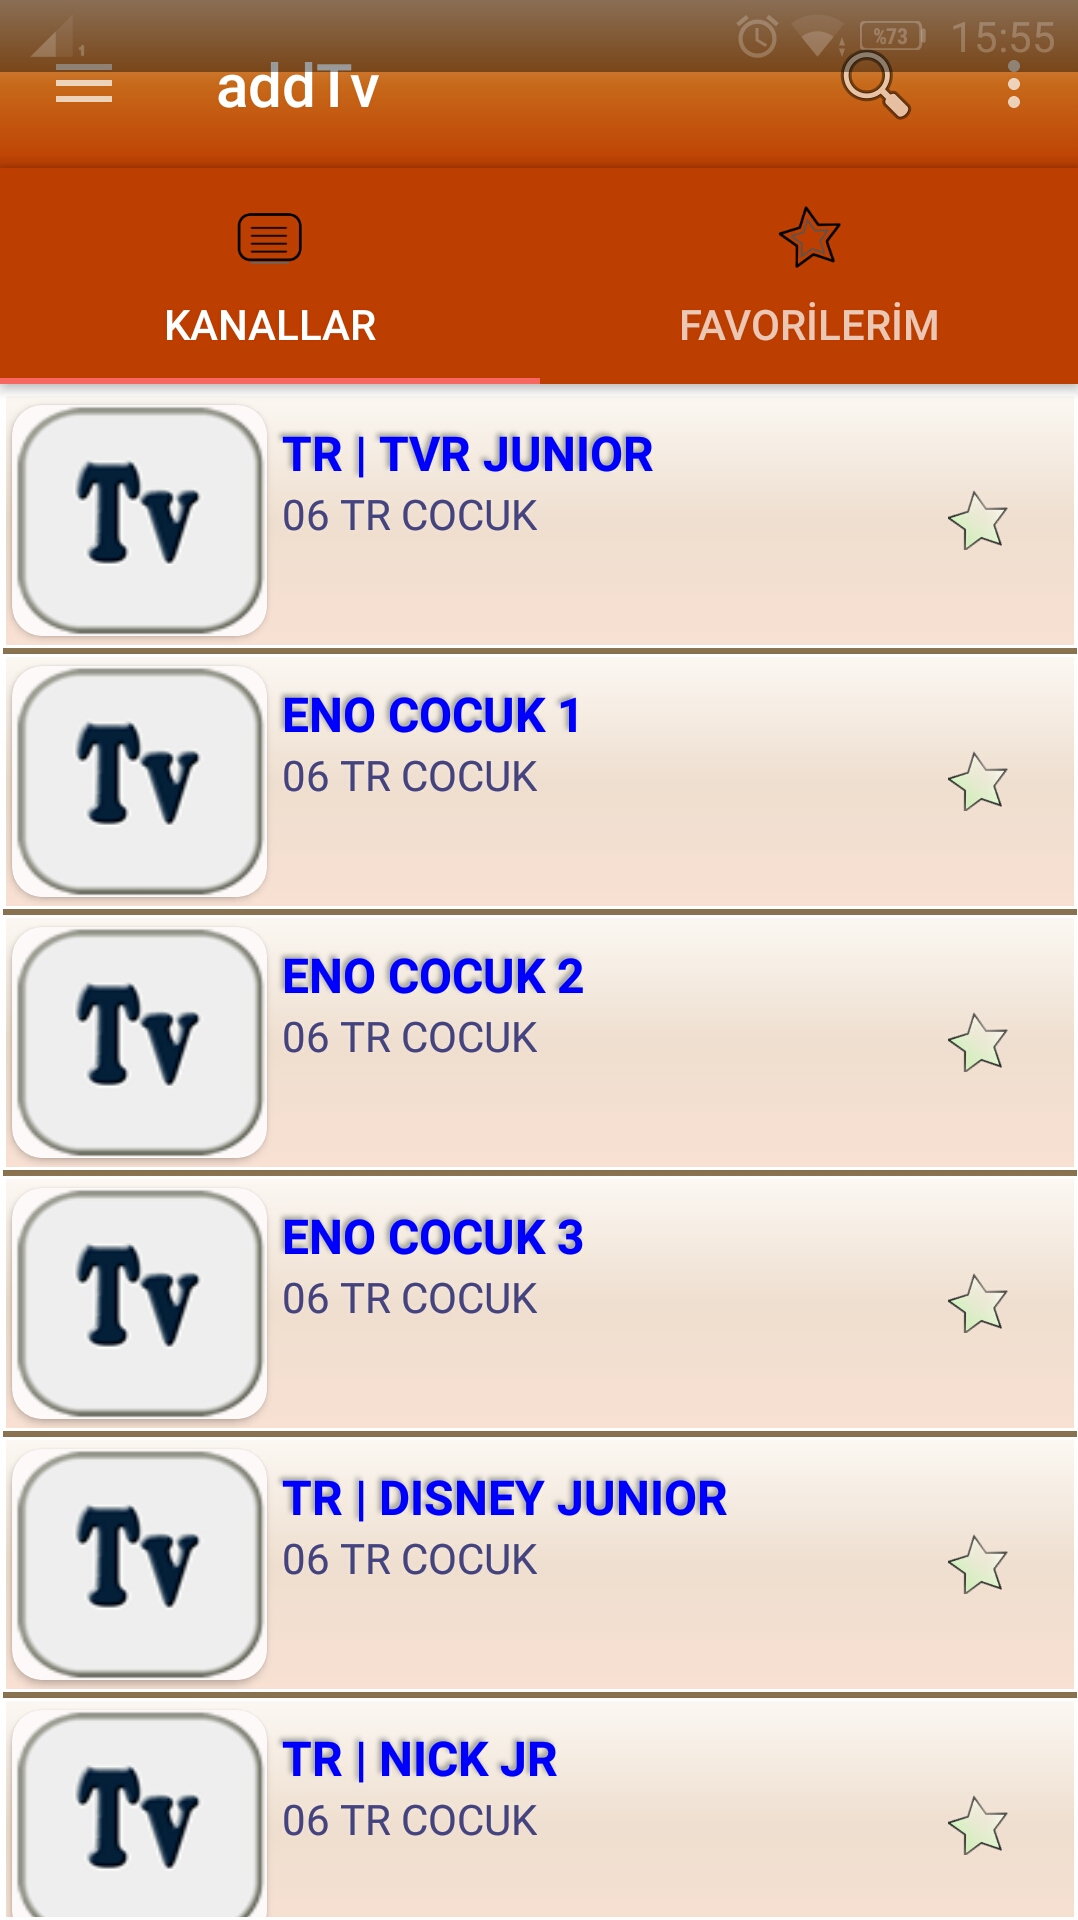 1
%73
15:55
addTv
KANALLAR
FAVORİLERİM
Tv
TR | TVR JUNIOR
06 TR COCUK
Tv
ENO COCUK 1
06 TR COCUK
Tv
ENO COCUK 2
06 TR COCUK
Tv
ENO COCUK 3
06 TR COCUK
Tv
TR | DISNEY JUNIOR
06 TR COCUK
Tv
TR | NICK JR
06 TR COCUK